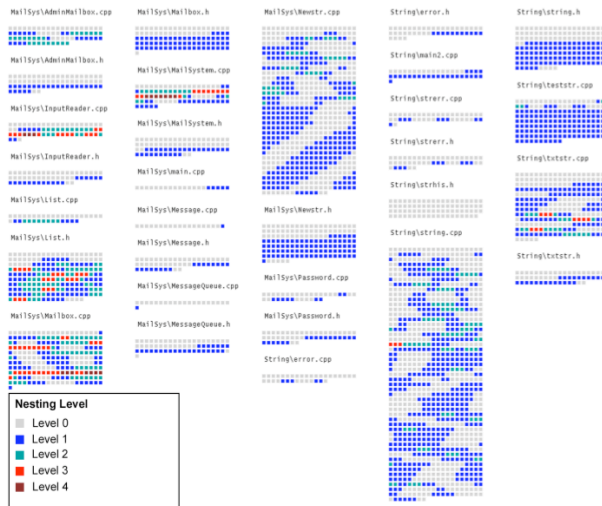 MailSys\AdminMailbox.cpp
MailSys\AdminMailbox.h
MailSys\InputReader.cpp
MailSys\InputReader.h
MailSys\List.cpp
MailSys\List.h
MailSys\Mailbox.cpp
MailSys\Mailbox.h
MailSys\MailSystem.cpp
MailSys\MailSystem.h
MailSys\main.cpp
MailSys\Message.cpp
MailSys\Message.h
MailSys\MessageQueue.cpp
MailSys\MessageQueue.h
MailSys\Newstr.cpp
MailSys\Newstr.h
MailSys\Password.cpp
MailSys\Password.h
String\error.cpp
String\error.h
String\main2.cpp
String\strerr.cpp
String\strerr.h
String\strhis.cpp
String\string.cpp
String\string.h
String\teststr.cpp
String\txtstr.cpp
String\txtstr.h
Nesting Level
Level 0
Level 1
Level 2
Level 3
Level 4